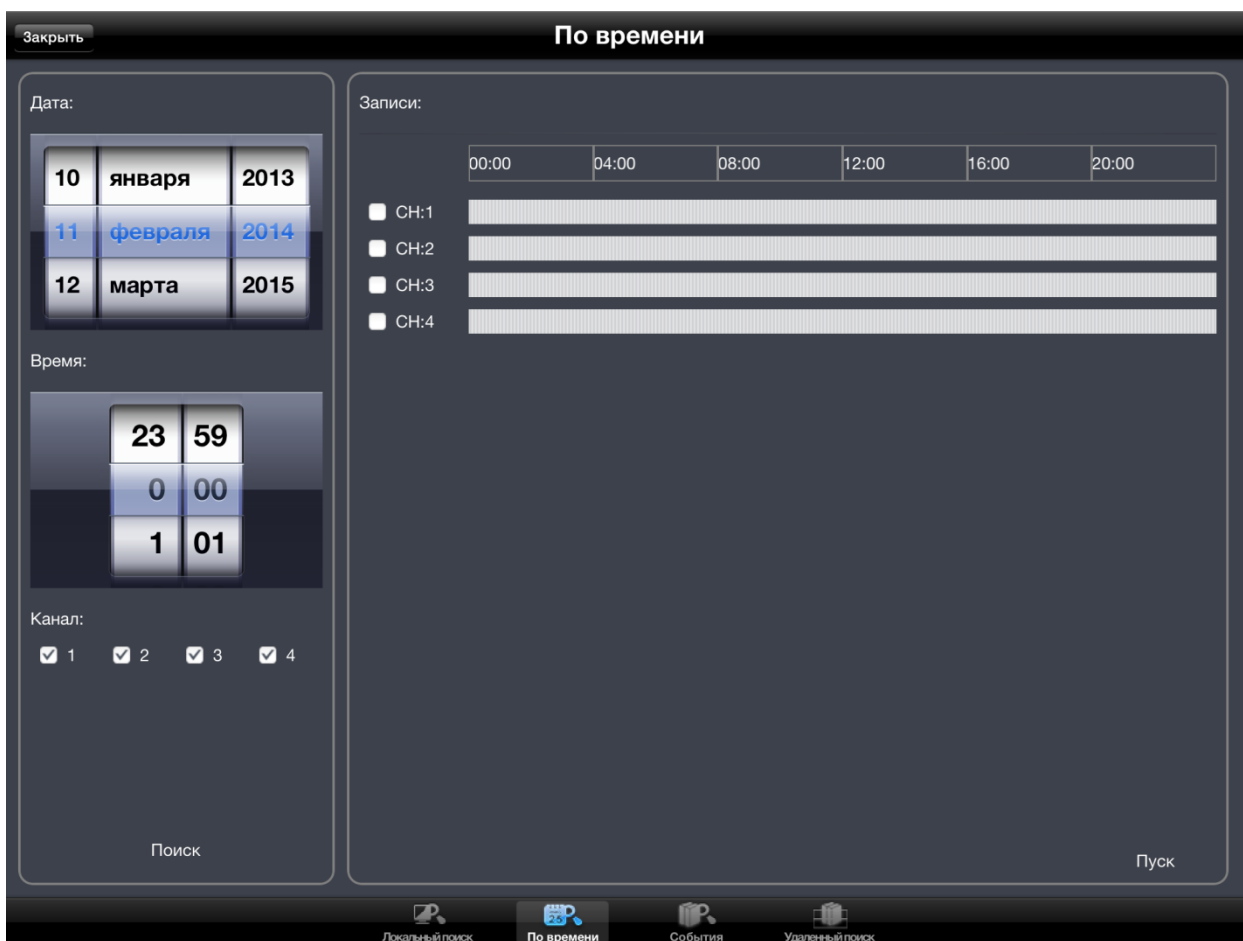 Закрыть
По времени
Дата:
10 января 2013
11 февраля 2014
12 марта 2015
Время:
23 59
0 00
1 01
Канал:
1 2 3 4
Поиск
Записи:
00:00 04:00 08:00 12:00 16:00 20:00
CH:1
CH:2
CH:3
CH:4
Пуск
Локальный поиск По времени События Удаленный поиск